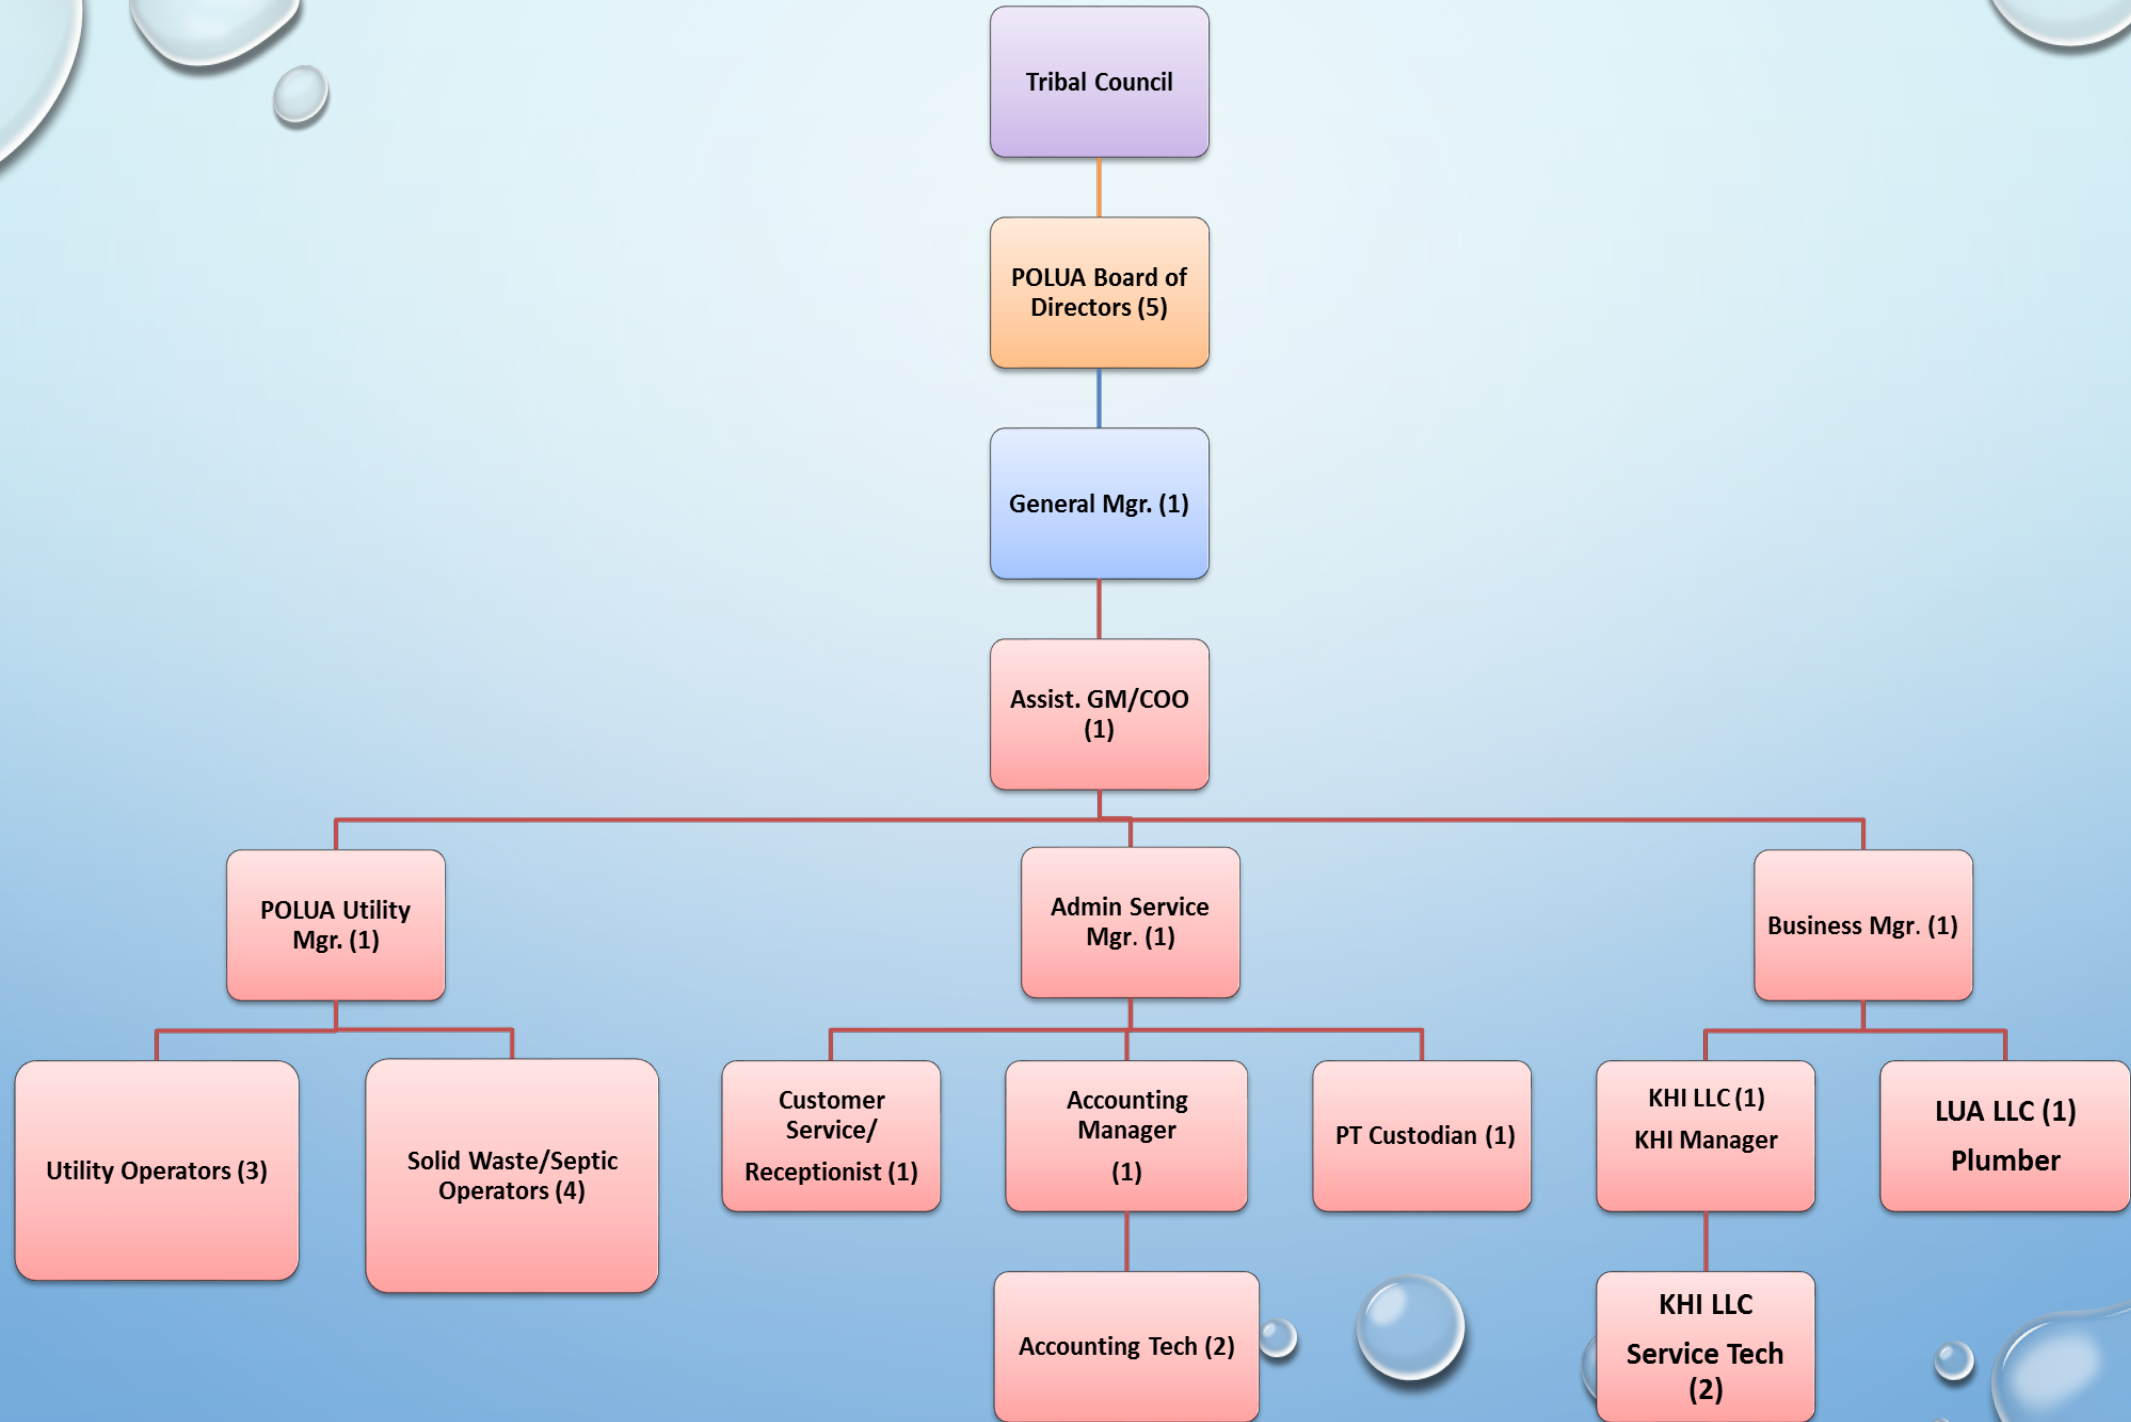 Tribal Council
POLUA Board of
Directors (5)
General Mgr. (1)
Assist. GM/COO
(1)
POLUA Utility
Mgr. (1)
Admin Service
Mgr. (1)
Business Mgr. (1)
Utility Operators (3)
Solid Waste/Septic
Operators (4)
Customer
Service/
Receptionist (1)
Accounting
Manager
(1)
PT Custodian (1)
KHI LLC (1)
KHI Manager
LUA LLC (1)
Plumber
Accounting Tech (2)
KHI LLC
Service Tech
(2)